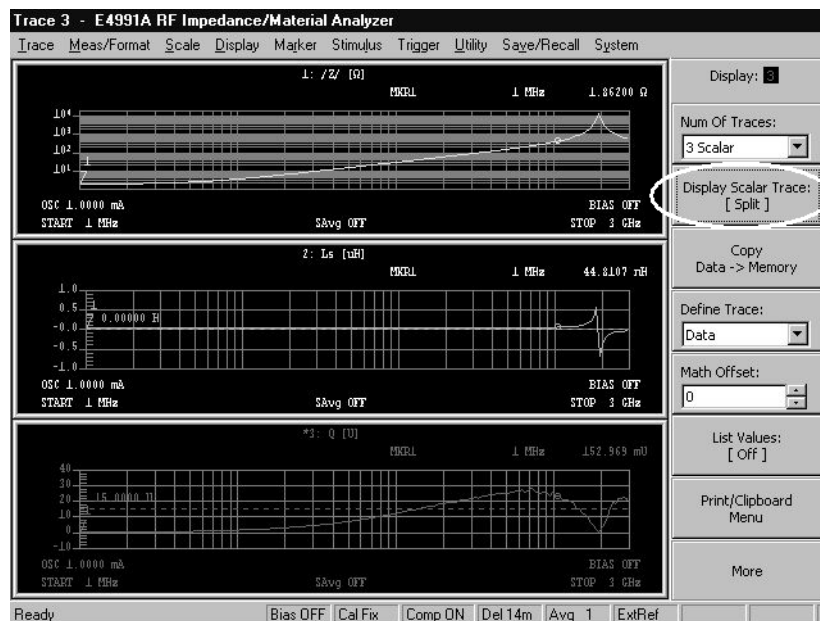 Trace 3 - E4991A RF Impedance/Material Analyzer
Trace Meas/Format Scale Display Marker Stimulus Trigger Utility Save/Recall System
1: /Z/ [Ω]
MKR1 1 MHz 1.86200 Ω
10⁴
10³
10²
10¹
1
OSC 1.0000 mA BIAS OFF
START 1 MHz SAvg OFF STOP 3 GHz
2: Ls [uH]
MKR1 1 MHz 44.8107 nH
1.0
0.5
0.00000 H
-0.0
-0.5
-1.0
OSC 1.0000 mA BIAS OFF
START 1 MHz SAvg OFF STOP 3 GHz
*3: Q [U]
MKR1 1 MHz 152.969 mU
40
30
20 15.0000 U
10
0
-10
OSC 1.0000 mA BIAS OFF
START 1 MHz SAvg OFF STOP 3 GHz
Display: 3
Num Of Traces:
3 Scalar
Display Scalar Trace:
[ Split ]
Copy
Data -> Memory
Define Trace:
Data
Math Offset:
0
List Values:
[ Off ]
Print/Clipboard
Menu
More
Ready Bias OFF Cal Fix Comp ON Del 14m Avg 1 ExtRef